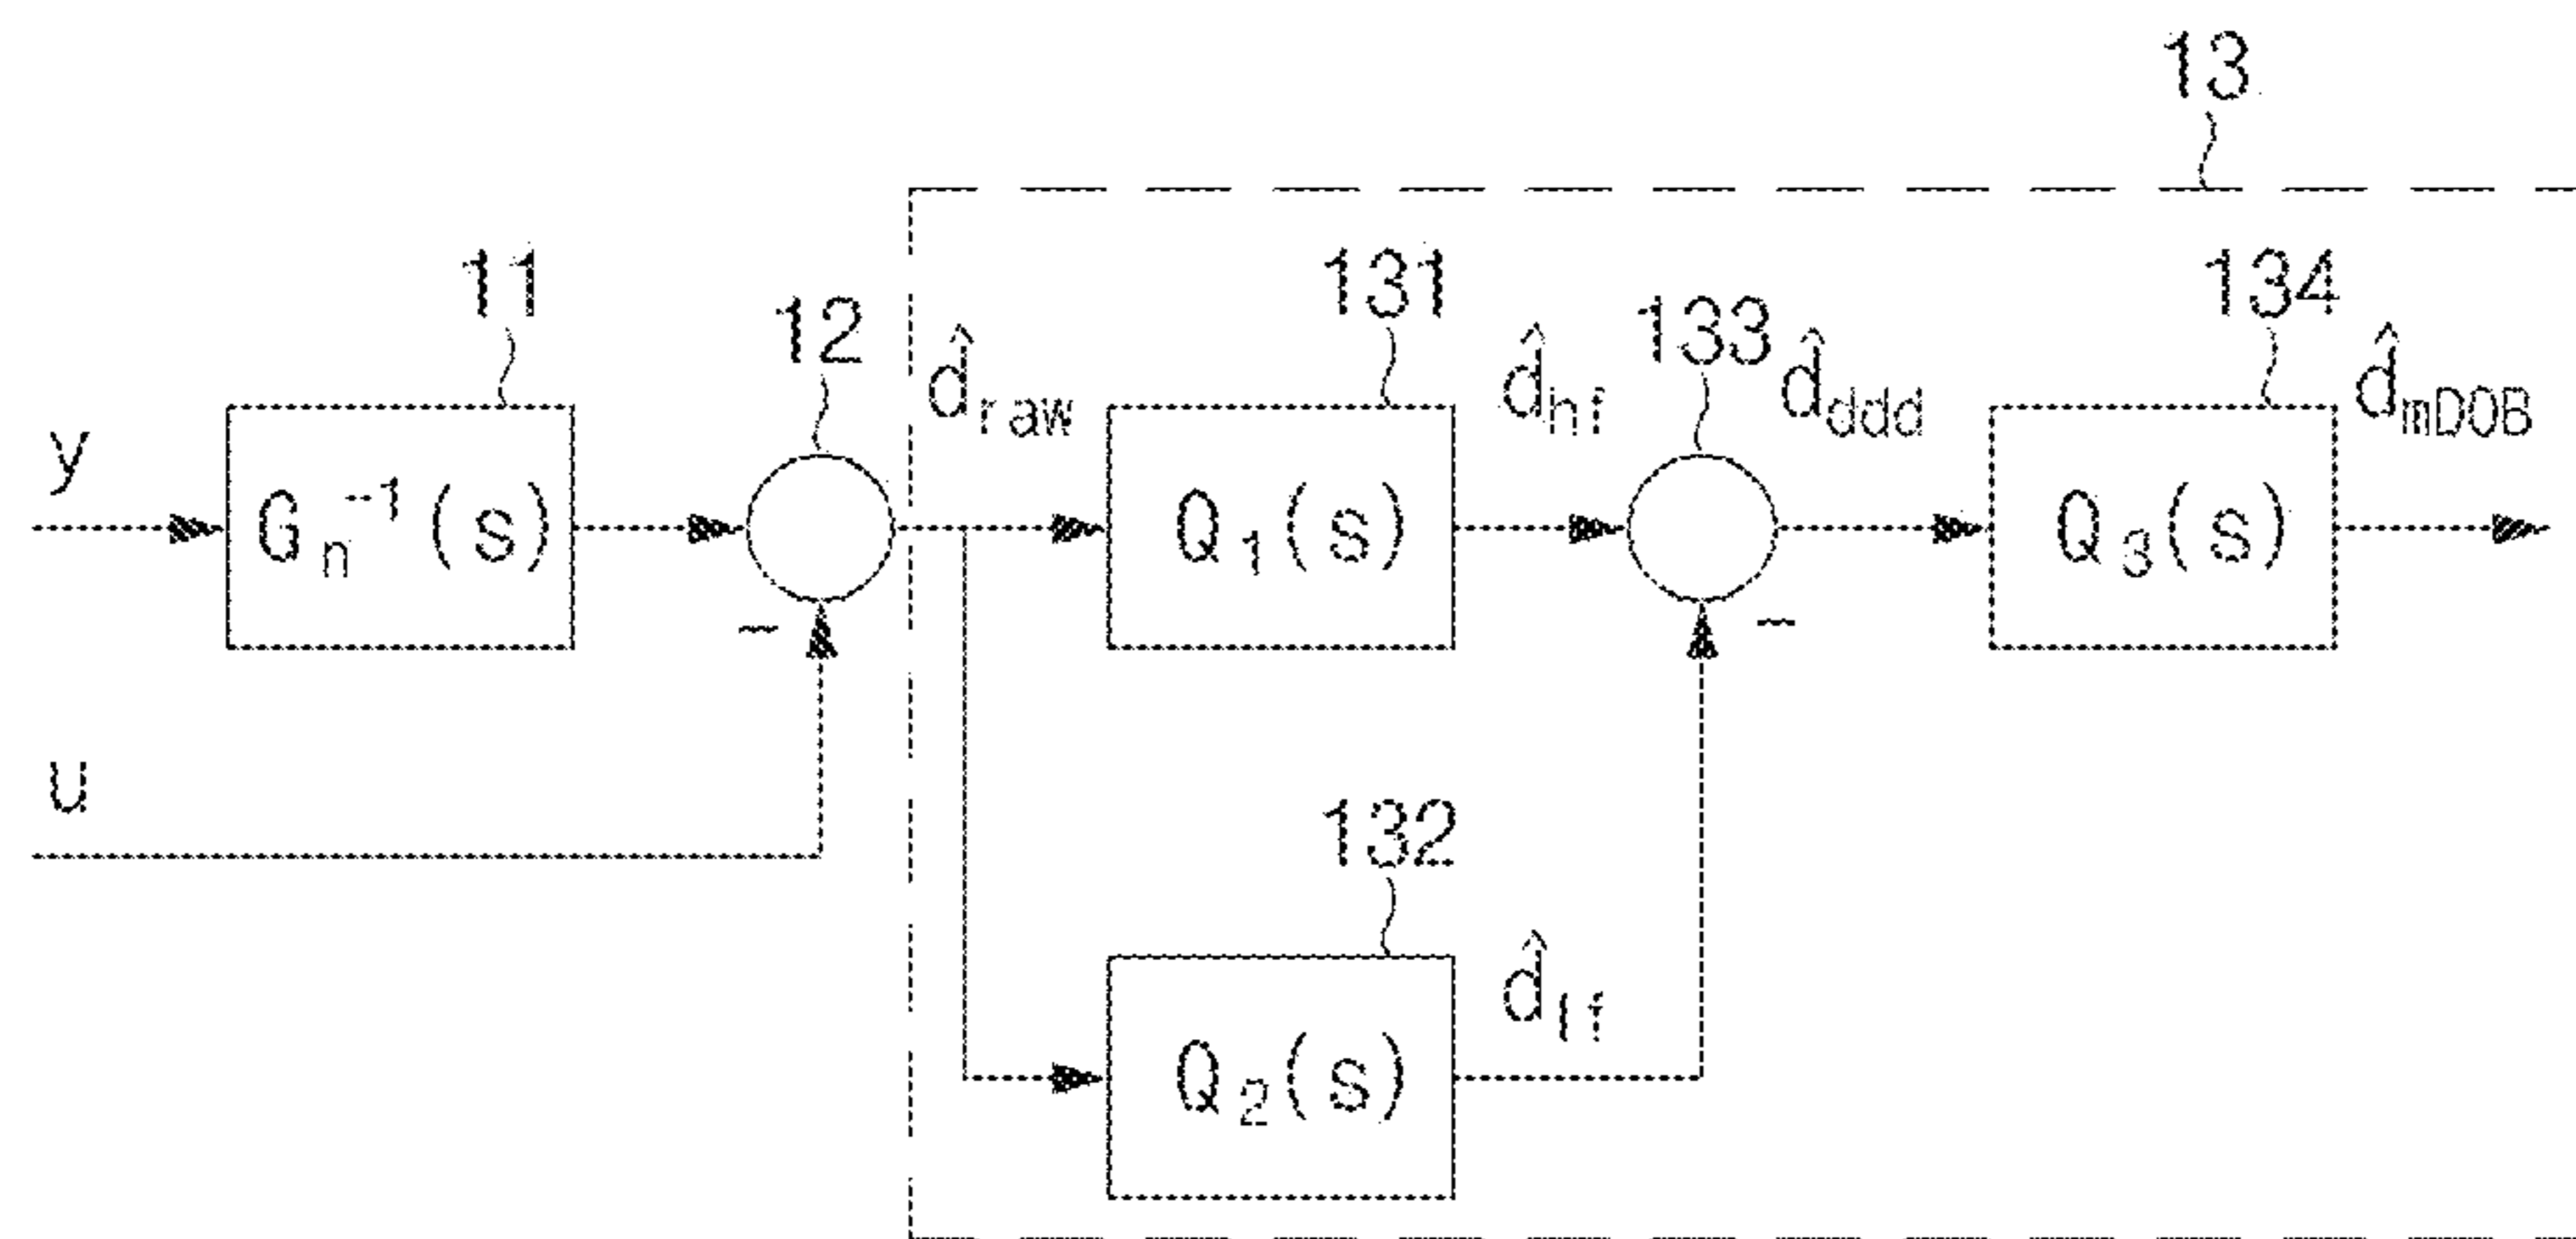 13
11
12
d̂raw
131
d̂hf
133
d̂ddd
134
d̂mDOB
y
Gn⁻¹(s)
Q₁(s)
Q₃(s)
-
-
u
132
d̂lf
Q₂(s)